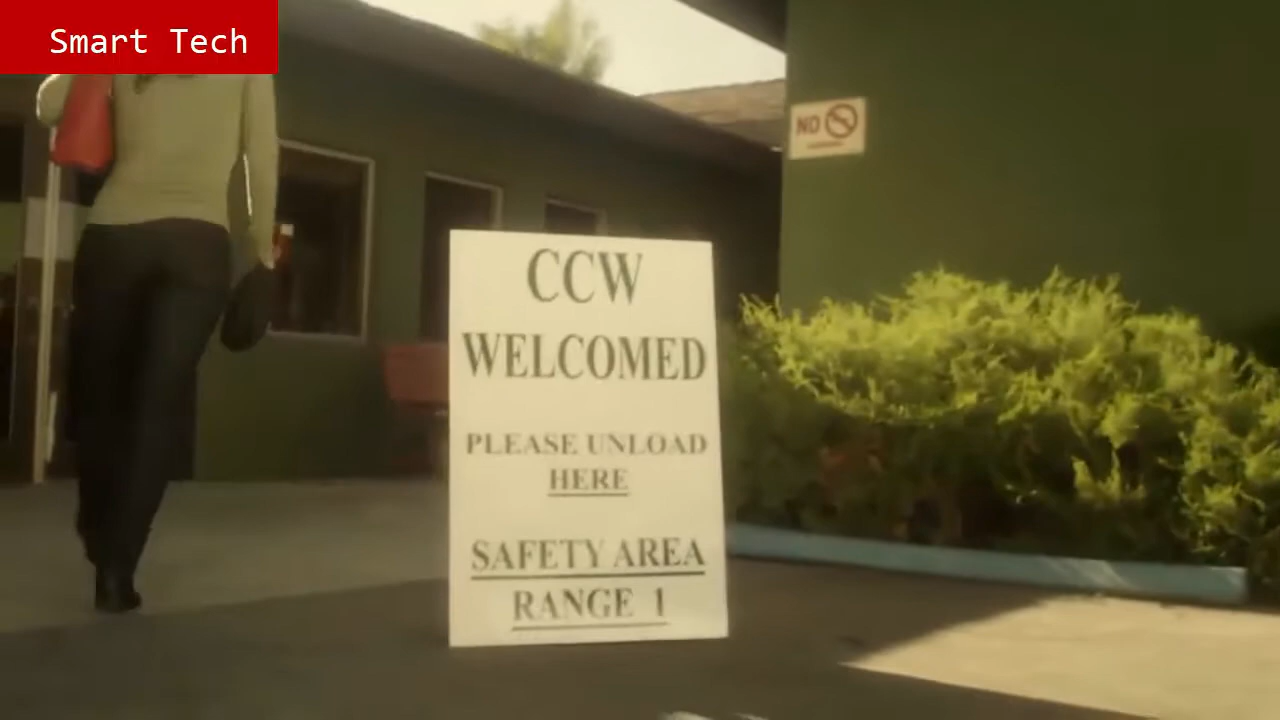 Smart Tech
NO
CCW
WELCOMED
PLEASE UNLOAD
HERE
SAFETY AREA
RANGE 1